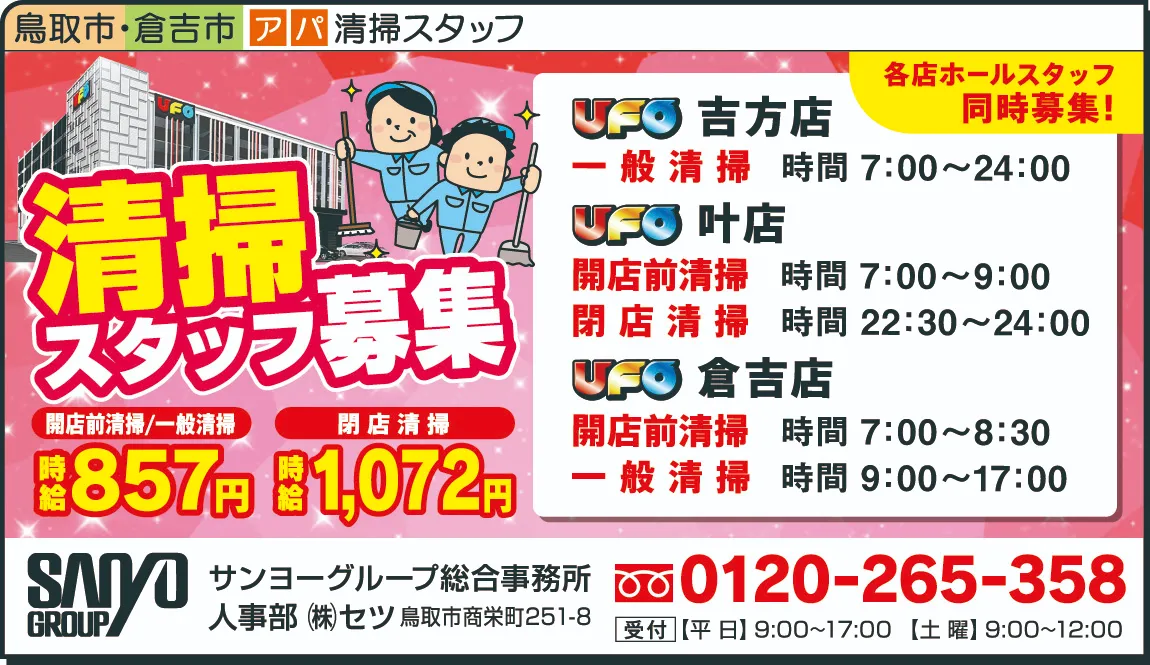 鳥取市・倉吉市 アパ 清掃スタッフ
各店ホールスタッフ
同時募集!
UFO
UFO
清掃
スタッフ募集
開店前清掃/一般清掃
時給857円
閉店清掃
時給1,072円
UFO 吉方店
一般清掃 時間 7:00〜24:00
UFO 叶店
開店前清掃 時間 7:00〜9:00
閉店清掃 時間 22:30〜24:00
UFO 倉吉店
開店前清掃 時間 7:00〜8:30
一般清掃 時間 9:00〜17:00
SANYO
GROUP
サンヨーグループ総合事務所
人事部 ㈱セツ 鳥取市商栄町251-8
0120-265-358
受付 【平日】9:00~17:00 【土曜】9:00~12:00